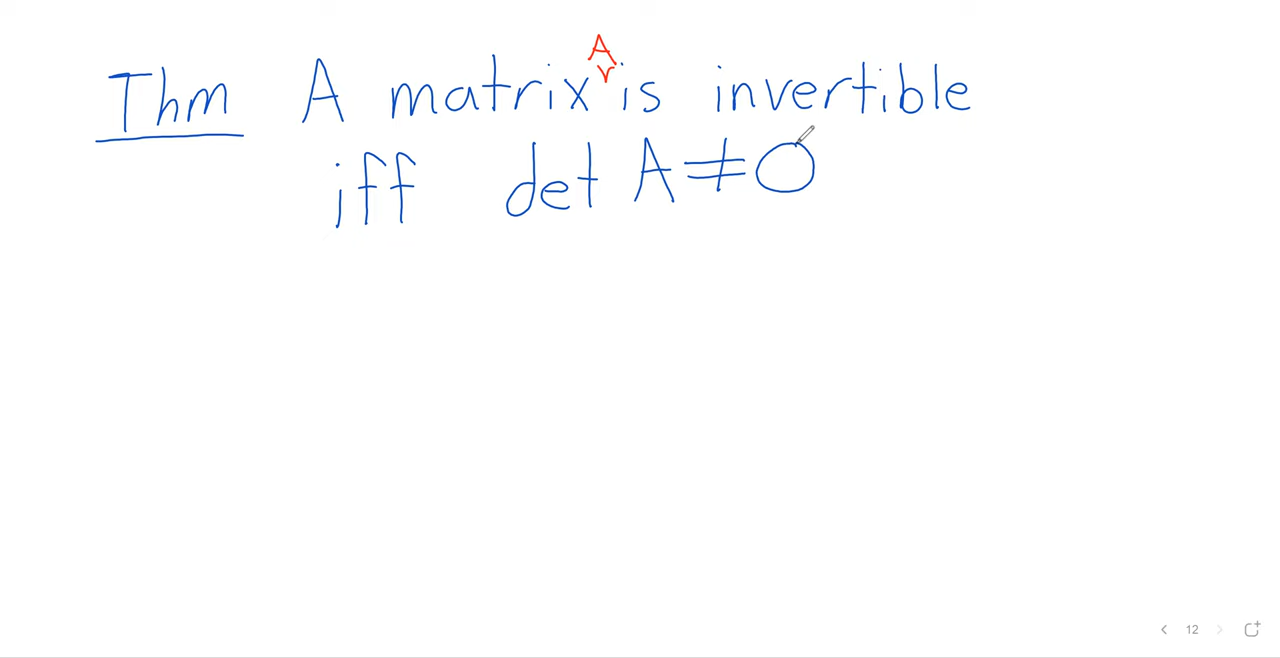 Thm A matrix A is invertible
iff det A ≠ 0
12